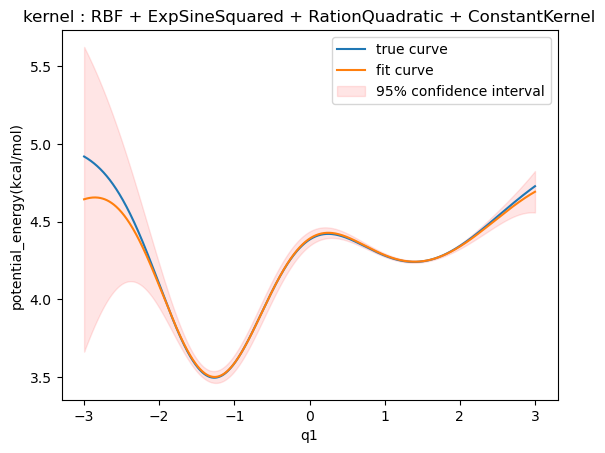 kernel : RBF + ExpSineSquared + RationQuadratic + ConstantKernel
true curve
fit curve
95% confidence interval
potential_energy(kcal/mol)
5.5
5.0
4.5
4.0
3.5
−3
−2
−1
0
1
2
3
q1